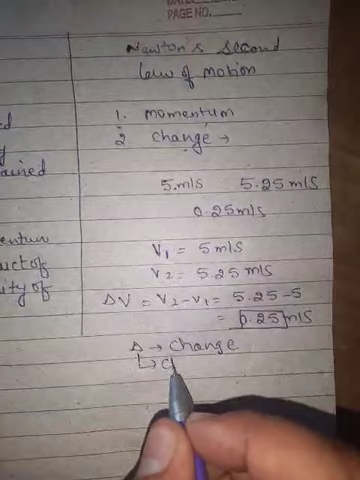 PAGE NO.
Newton's Second
law of motion
1. momentum
2 change →
5 m/s 5.25 m/s
0.25 m/s
V₁ = 5 m/s
V₂ = 5.25 m/s
ΔV = V₂ - V₁ = 5.25 - 5
= 0.25 m/s
Δ → change